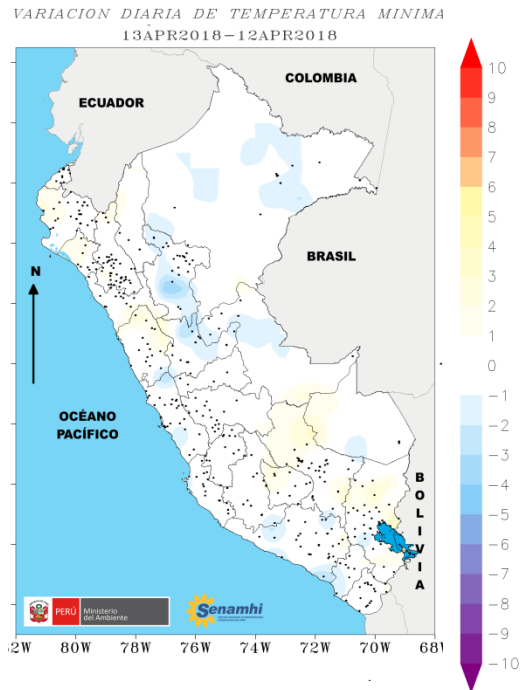 VARIACION DIARIA DE TEMPERATURA MINIMA
13APR2018-12APR2018
COLOMBIA
ECUADOR
BRASIL
N
OCÉANO
PACÍFICO
BOLIVIA
PERÚ
Ministerio
del Ambiente
Senamhi
80W
78W
76W
74W
72W
70W
10
9
8
7
6
5
4
3
2
1
0
-1
-2
-3
-4
-5
-6
-7
-8
-9
-10